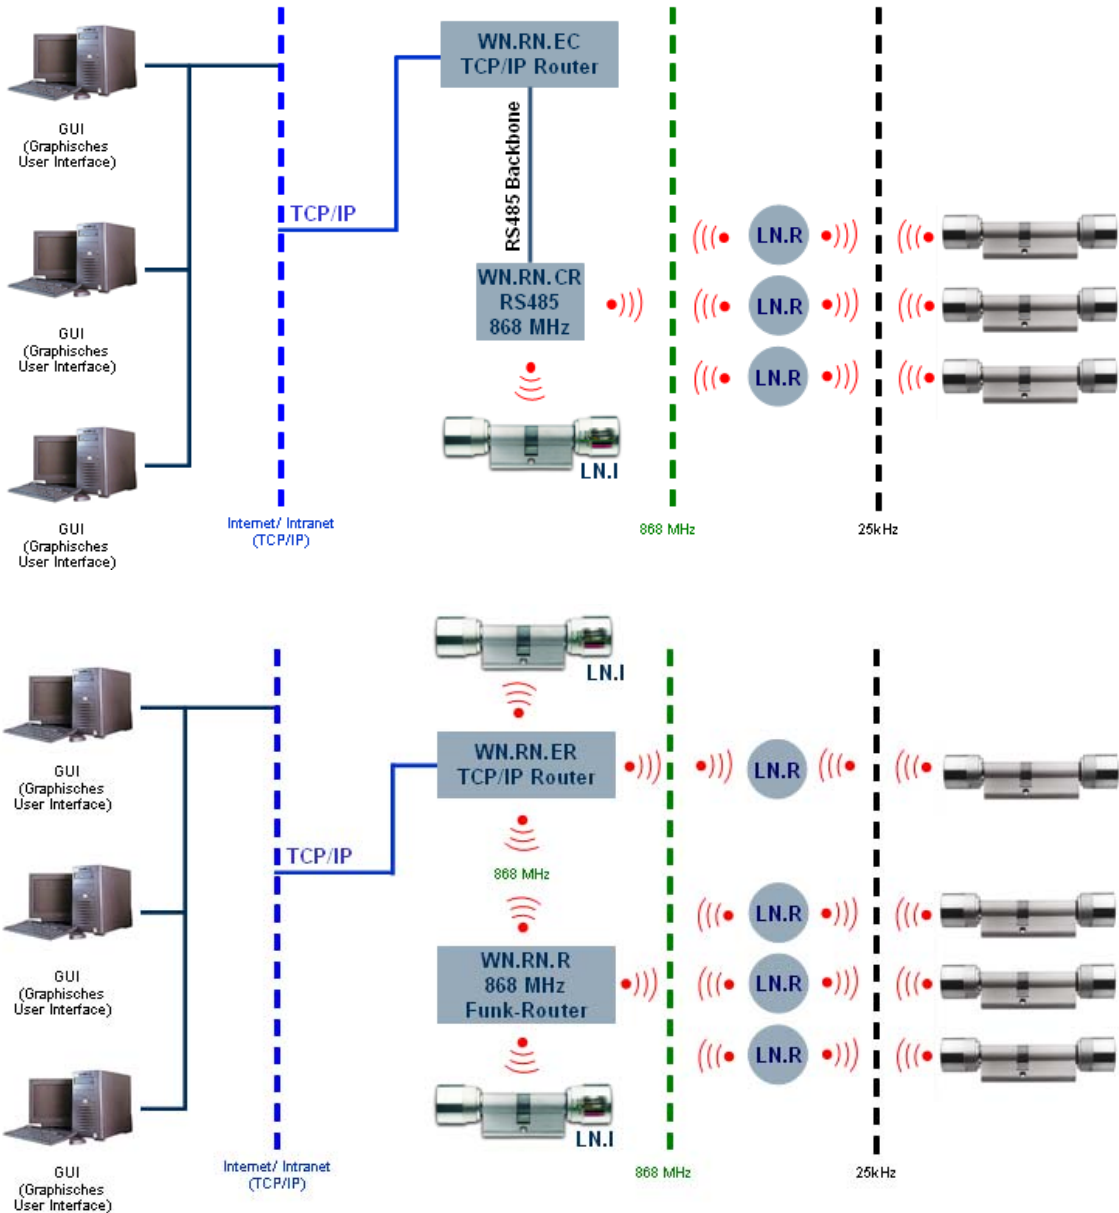 WN.RN.EC
TCP/IP Router
GUI
(Graphisches
User Interface)
RS485 Backbone
TCP/IP
LN.R
WN.RN.CR
RS485
868 MHz
LN.R
GUI
(Graphisches
User Interface)
LN.R
LN.I
Internet/ Intranet
(TCP/IP)
868 MHz
25kHz
GUI
(Graphisches
User Interface)
LN.I
WN.RN.ER
TCP/IP Router
LN.R
GUI
(Graphisches
User Interface)
TCP/IP
868 MHz
LN.R
WN.RN.R
868 MHz
Funk-Router
LN.R
GUI
(Graphisches
User Interface)
LN.R
LN.I
Internet/ Intranet
(TCP/IP)
868 MHz
25kHz
GUI
(Graphisches
User Interface)